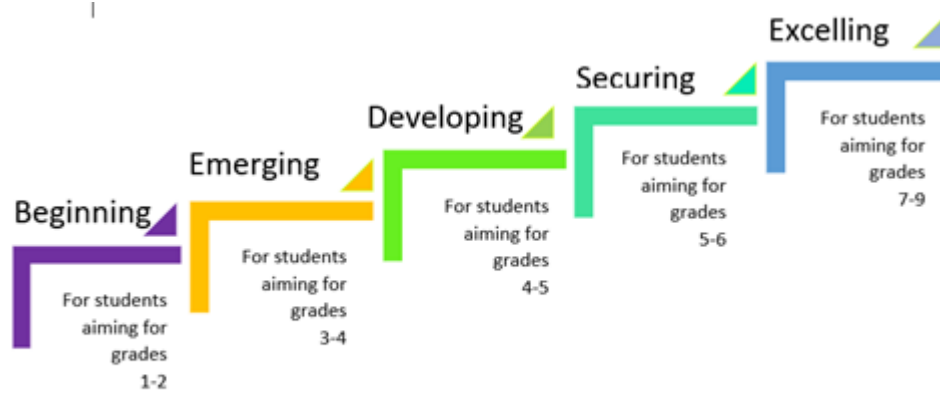 Beginning
For students
aiming for
grades
1-2
Emerging
For students
aiming for
grades
3-4
Developing
For students
aiming for
grades
4-5
Securing
For students
aiming for
grades
5-6
Excelling
For students
aiming for
grades
7-9